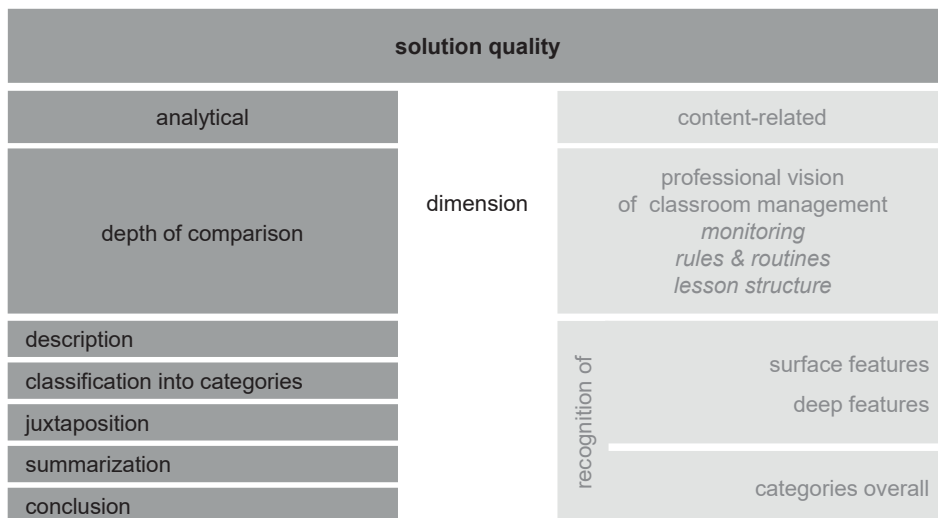 solution quality
analytical
content-related
dimension
depth of comparison
professional vision
of classroom management
monitoring
rules & routines
lesson structure
description
classification into categories
juxtaposition
summarization
conclusion
recognition of
surface features
deep features
categories overall